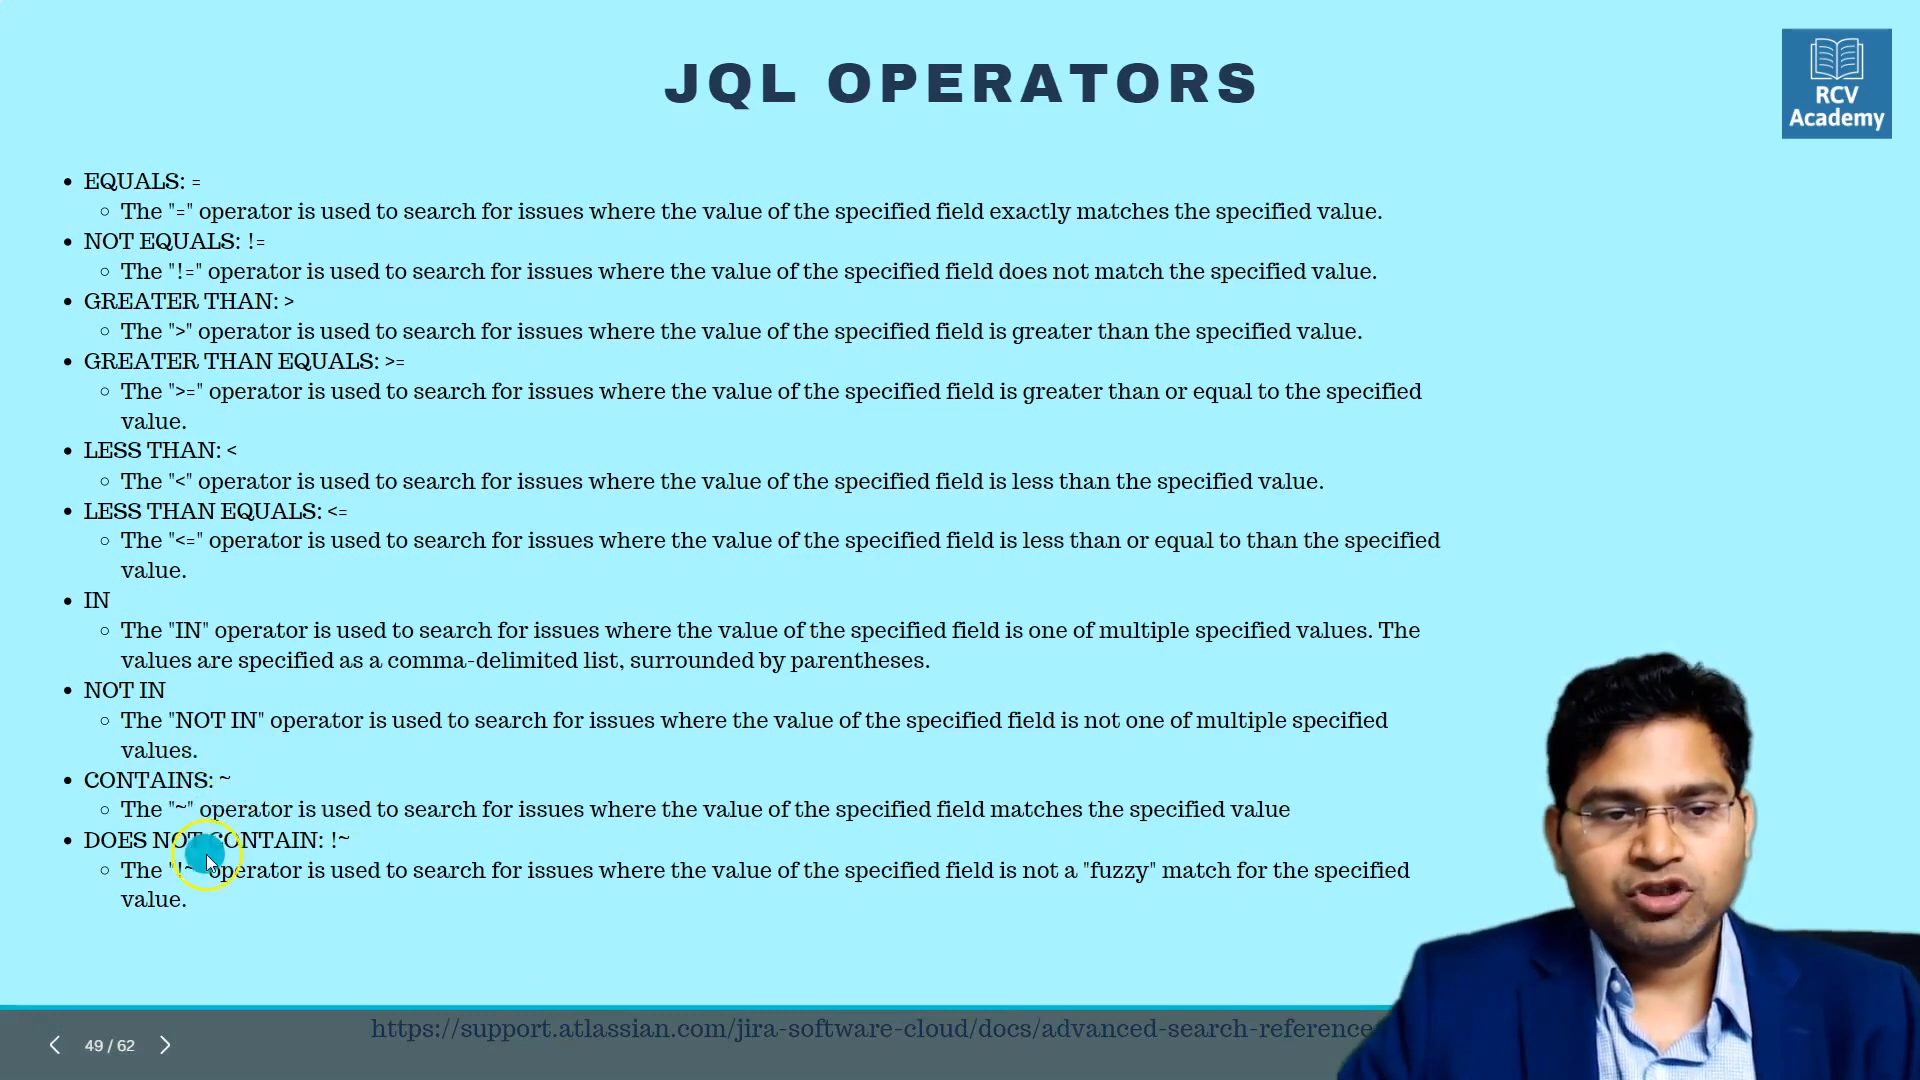 JQL OPERATORS
RCV
Academy
• EQUALS: =
◦ The "=" operator is used to search for issues where the value of the specified field exactly matches the specified value.
• NOT EQUALS: !=
◦ The "!=" operator is used to search for issues where the value of the specified field does not match the specified value.
• GREATER THAN: >
◦ The ">" operator is used to search for issues where the value of the specified field is greater than the specified value.
• GREATER THAN EQUALS: >=
◦ The ">=" operator is used to search for issues where the value of the specified field is greater than or equal to the specified
value.
• LESS THAN: <
◦ The "<" operator is used to search for issues where the value of the specified field is less than the specified value.
• LESS THAN EQUALS: <=
◦ The "<=" operator is used to search for issues where the value of the specified field is less than or equal to than the specified
value.
• IN
◦ The "IN" operator is used to search for issues where the value of the specified field is one of multiple specified values. The
values are specified as a comma-delimited list, surrounded by parentheses.
• NOT IN
◦ The "NOT IN" operator is used to search for issues where the value of the specified field is not one of multiple specified
values.
• CONTAINS: ~
◦ The "~" operator is used to search for issues where the value of the specified field matches the specified value
• DOES NOT CONTAIN: !~
◦ The "!~" operator is used to search for issues where the value of the specified field is not a "fuzzy" match for the specified
value.
https://support.atlassian.com/jira-software-cloud/docs/advanced-search-reference
49 / 62